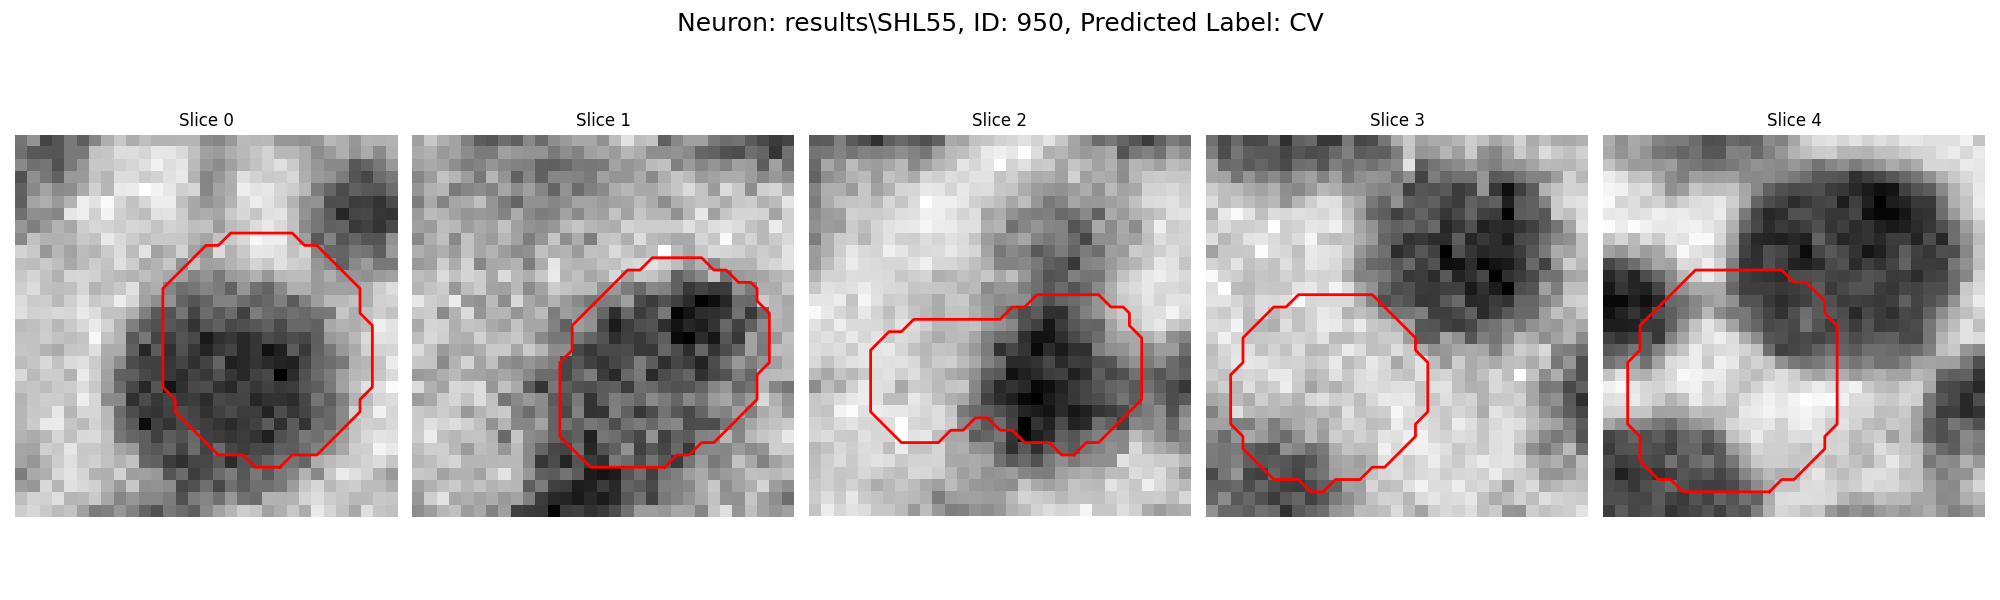 Neuron: results\SHL55, ID: 950, Predicted Label: CV
Slice 0
Slice 1
Slice 2
Slice 3
Slice 4